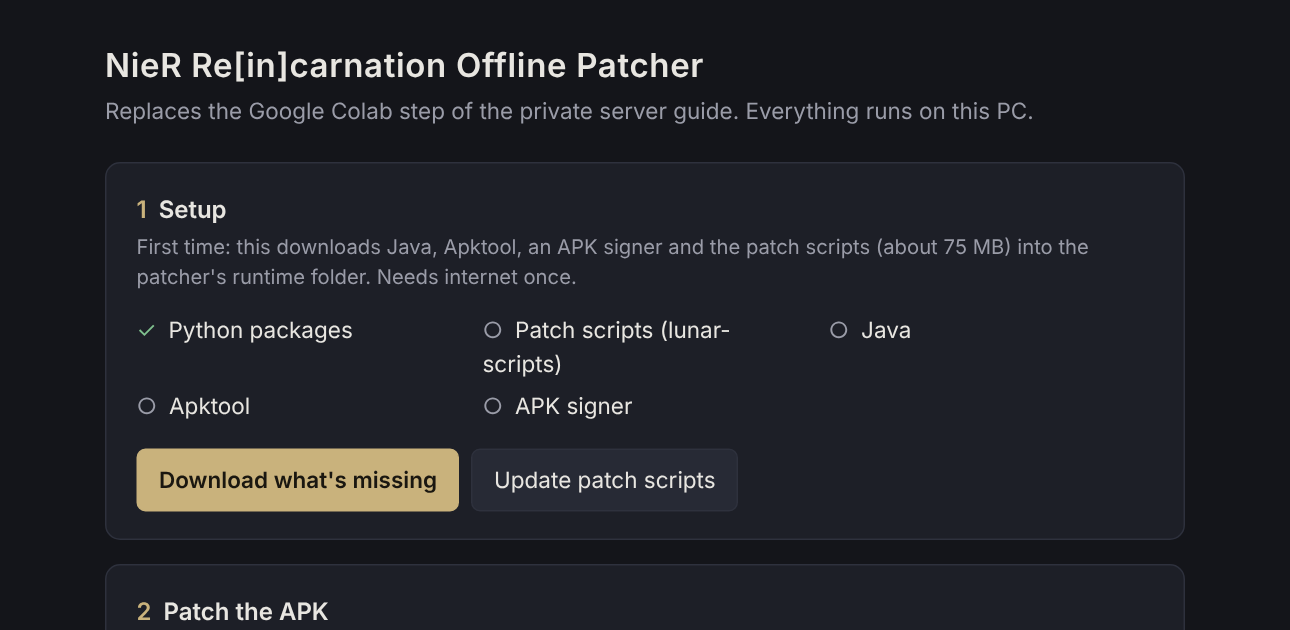 NieR Re[in]carnation Offline Patcher
Replaces the Google Colab step of the private server guide. Everything runs on this PC.
1 Setup
First time: this downloads Java, Apktool, an APK signer and the patch scripts (about 75 MB) into the
patcher's runtime folder. Needs internet once.
✓ Python packages
○ Patch scripts (lunar-
scripts)
○ Java
○ Apktool
○ APK signer
Download what's missing
Update patch scripts
2 Patch the APK